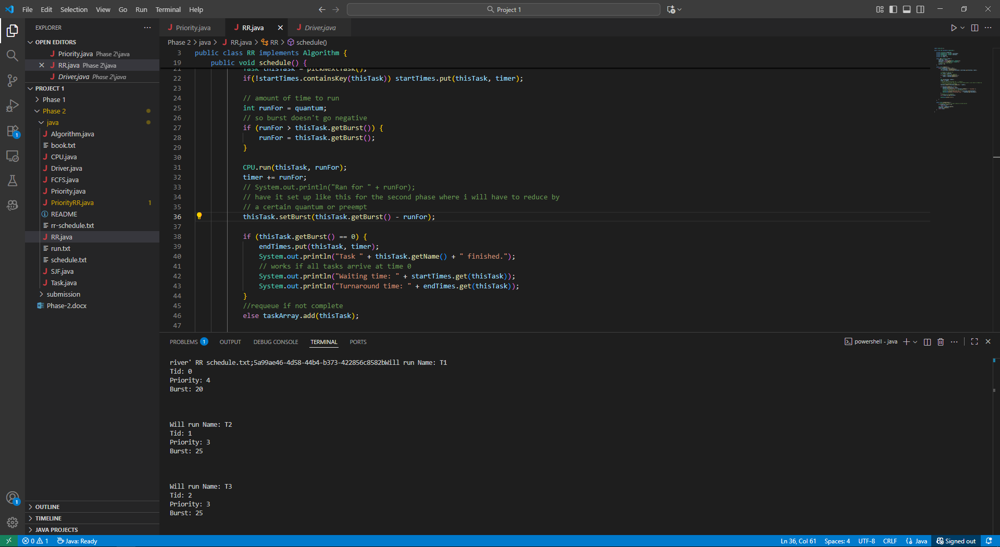 File Edit Selection View Go Run Terminal Help
Project 1
EXPLORER
OPEN EDITORS
Priority.java Phase 2\java
RR.java Phase 2\java
Driver.java Phase 2\java
PROJECT 1
Phase 1
Phase 2
java
Algorithm.java
book.txt
CPU.java
Driver.java
FCFS.java
Priority.java
PriorityRR.java 1
README
rr-schedule.txt
RR.java
run.txt
schedule.txt
SJF.java
Task.java
submission
Phase-2.docx
OUTLINE
TIMELINE
JAVA PROJECTS
Priority.java RR.java Driver.java
Phase 2 > java > RR.java > RR > schedule()
3 public class RR implements Algorithm {
19 public void schedule() {
21 Task thisTask = pickNextTask();
22 if(!startTimes.containsKey(thisTask)) startTimes.put(thisTask, timer);
23
24 // amount of time to run
25 int runFor = quantum;
26 // so burst doesn't go negative
27 if (runFor > thisTask.getBurst()) {
28 runFor = thisTask.getBurst();
29 }
30
31 CPU.run(thisTask, runFor);
32 timer += runFor;
33 // System.out.println("Ran for " + runFor);
34 // have it set up like this for the second phase where i will have to reduce by
35 // a certain quantum or preempt
36 thisTask.setBurst(thisTask.getBurst() - runFor);
37
38 if (thisTask.getBurst() == 0) {
39 endTimes.put(thisTask, timer);
40 System.out.println("Task " + thisTask.getName() + " finished.");
41 // works if all tasks arrive at time 0
42 System.out.println("Waiting time: " + startTimes.get(thisTask));
43 System.out.println("Turnaround time: " + endTimes.get(thisTask));
44 }
45 //requeue if not complete
46 else taskArray.add(thisTask);
47
PROBLEMS 1 OUTPUT DEBUG CONSOLE TERMINAL PORTS
powershell - java
river' RR schedule.txt;5a99ae46-4d58-44b4-b373-422856c8582bWill run Name: T1
Tid: 0
Priority: 4
Burst: 20
Will run Name: T2
Tid: 1
Priority: 3
Burst: 25
Will run Name: T3
Tid: 2
Priority: 3
Burst: 25
0 1 Java: Ready
Ln 36, Col 61 Spaces: 4 UTF-8 CRLF {} Java Signed out